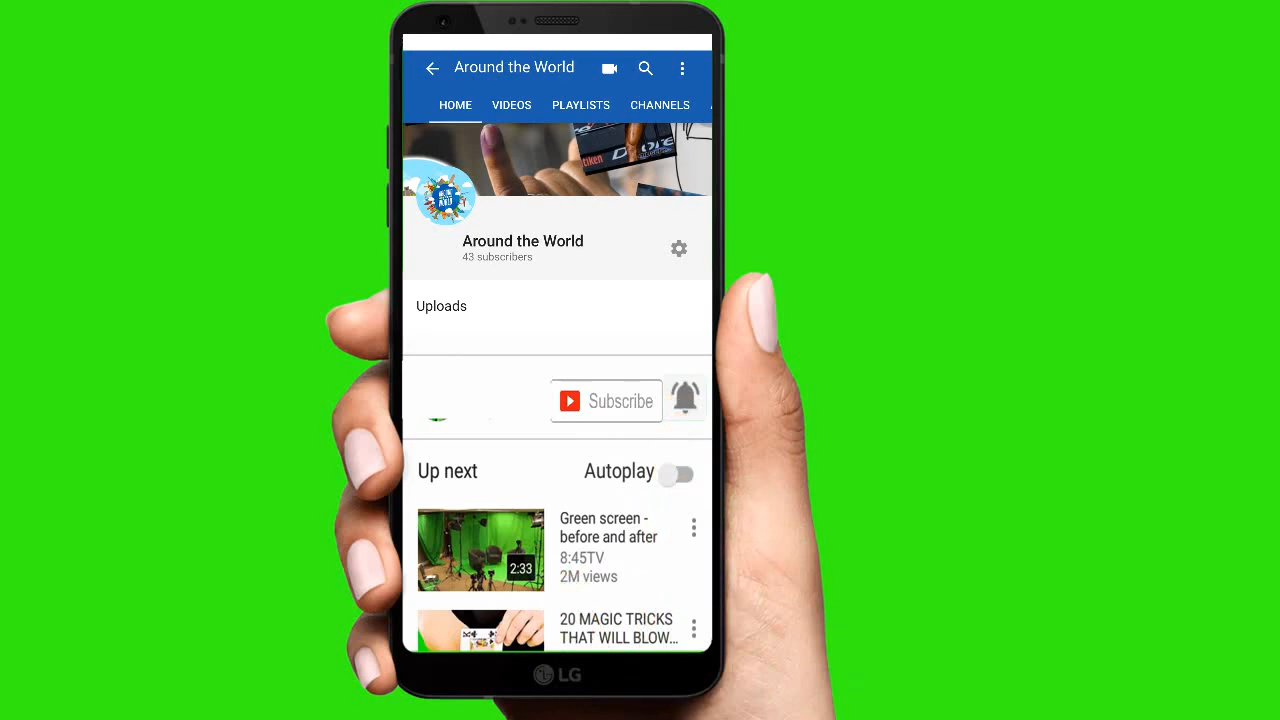 Around the World
HOME VIDEOS PLAYLISTS CHANNELS
tiken
Around the World
43 subscribers
Uploads
Subscribe
Up next Autoplay
Green screen -
before and after
8:45TV
2M views
2:33
20 MAGIC TRICKS
THAT WILL BLOW...
LG